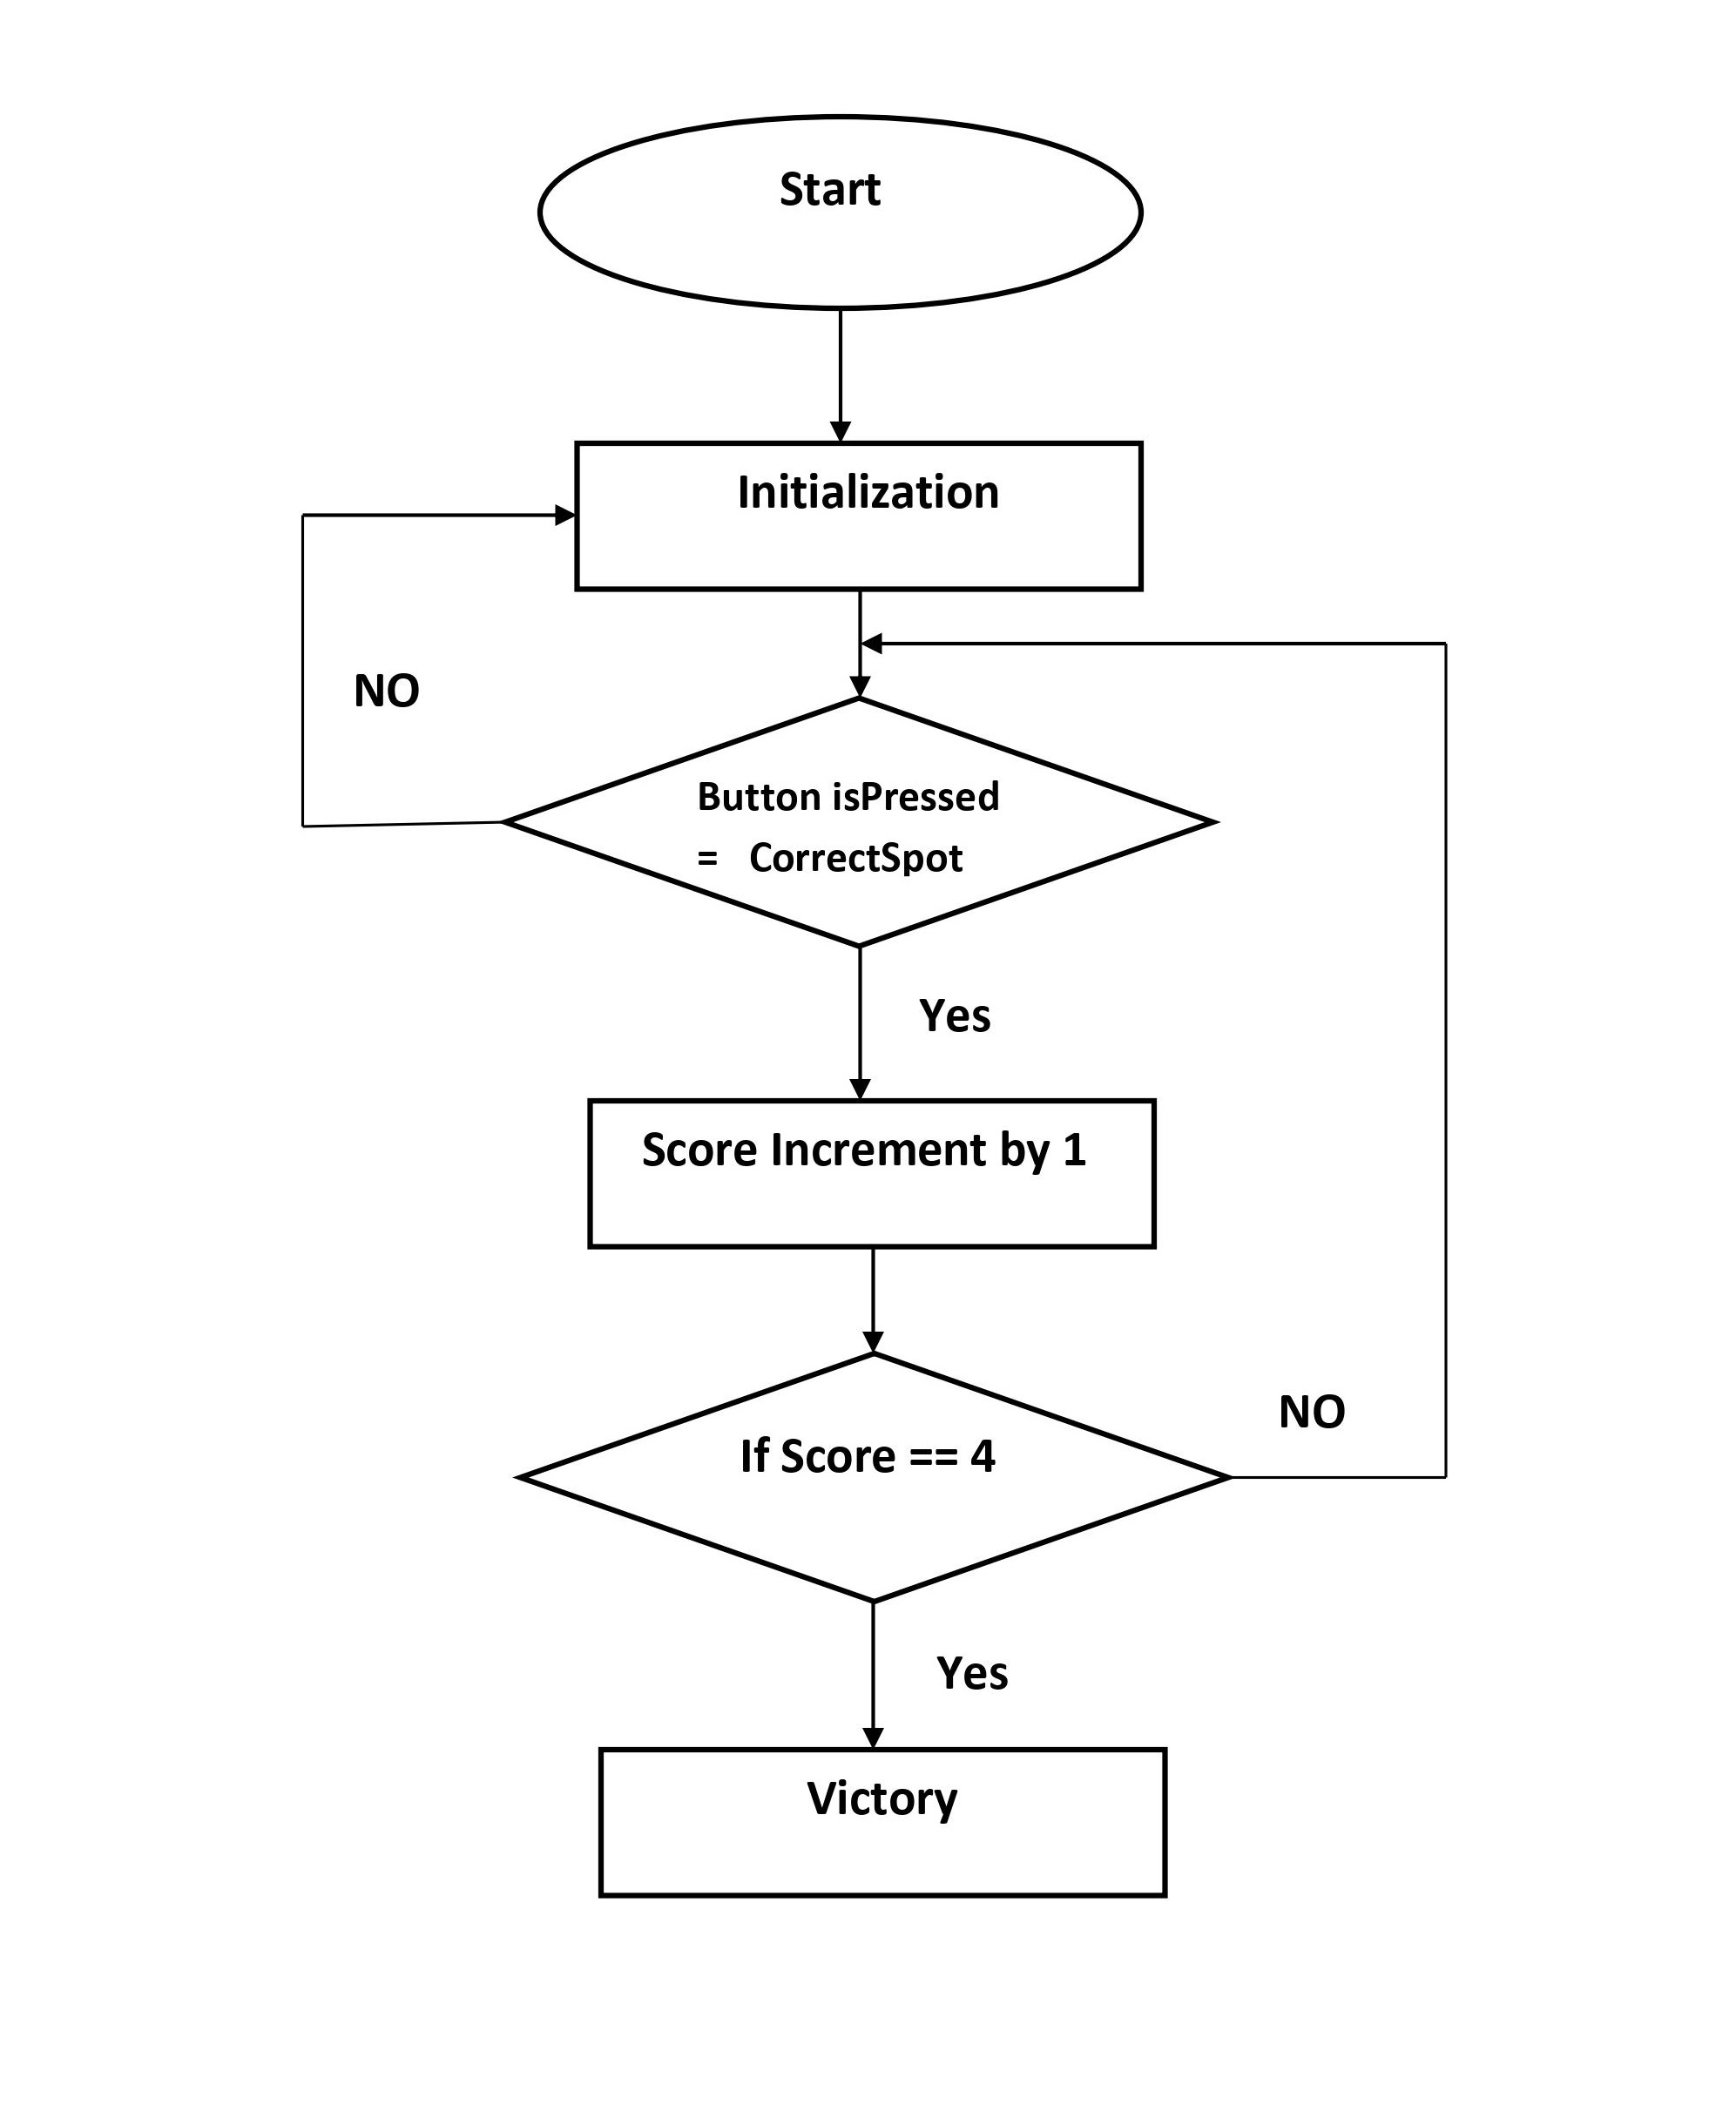 Start
Initialization
NO
Button isPressed
= CorrectSpot
Yes
Score Increment by 1
If Score == 4
NO
Yes
Victory